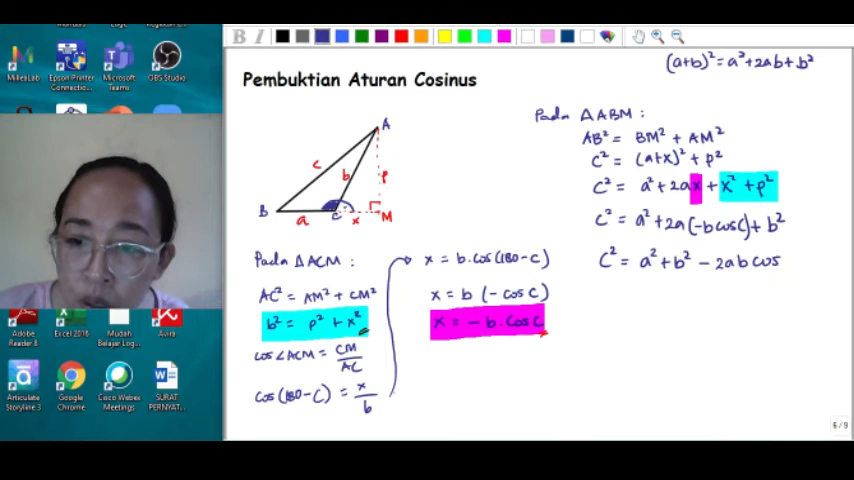 MilleaLab
Epson Printer
Connection...
Microsoft
Teams
OBS Studio
Adobe
Reader 8
Excel 2016
Mudah
Belajar Log...
Avira
Articulate
Storyline 3
Google
Chrome
Cisco Webex
Meetings
SURAT
PERNYAT...
B I
Pembuktian Aturan Cosinus
(a+b)² = a² + 2ab + b²
A
c
b
P
B
a
C
x
M
Pada △ACM :
AC² = AM² + CM²
b² = p² + x²
cos∠ACM = CM/AC
cos(180-C) = x/b
x = b.cos(180-C)
x = b (-cos C)
x = -b.cos C
Pada △ABM :
AB² = BM² + AM²
c² = (a+x)² + p²
c² = a² + 2ax + x² + p²
c² = a² + 2a(-b cos C) + b²
c² = a² + b² - 2ab cos
6/9